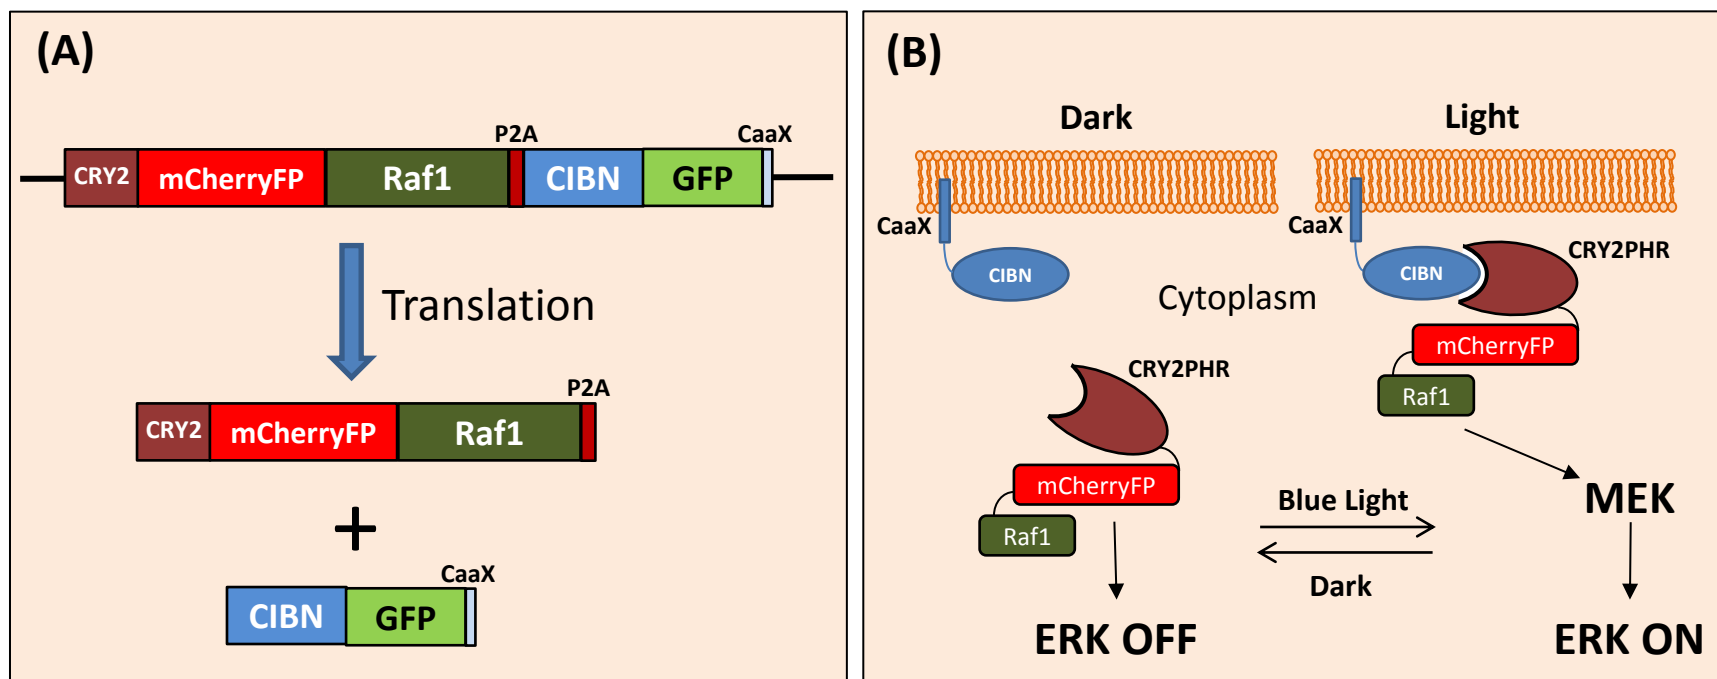 (A)
P2A
CaaX
CRY2 mCherryFP Raf1 CIBN GFP
Translation
P2A
CRY2 mCherryFP Raf1
+
CaaX
CIBN GFP
(B)
Dark
Light
CaaX
CIBN
CaaX
CIBN
CRY2PHR
Cytoplasm
mCherryFP
Raf1
CRY2PHR
mCherryFP
Raf1
Blue Light
Dark
MEK
ERK OFF
ERK ON